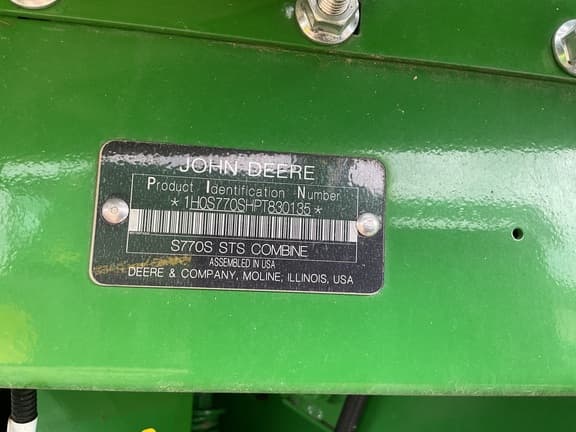 JOHN DEERE
Product Identification Number
* 1H0S770SHPT830135 *
S770S STS COMBINE
ASSEMBLED IN USA
DEERE & COMPANY, MOLINE, ILLINOIS, USA